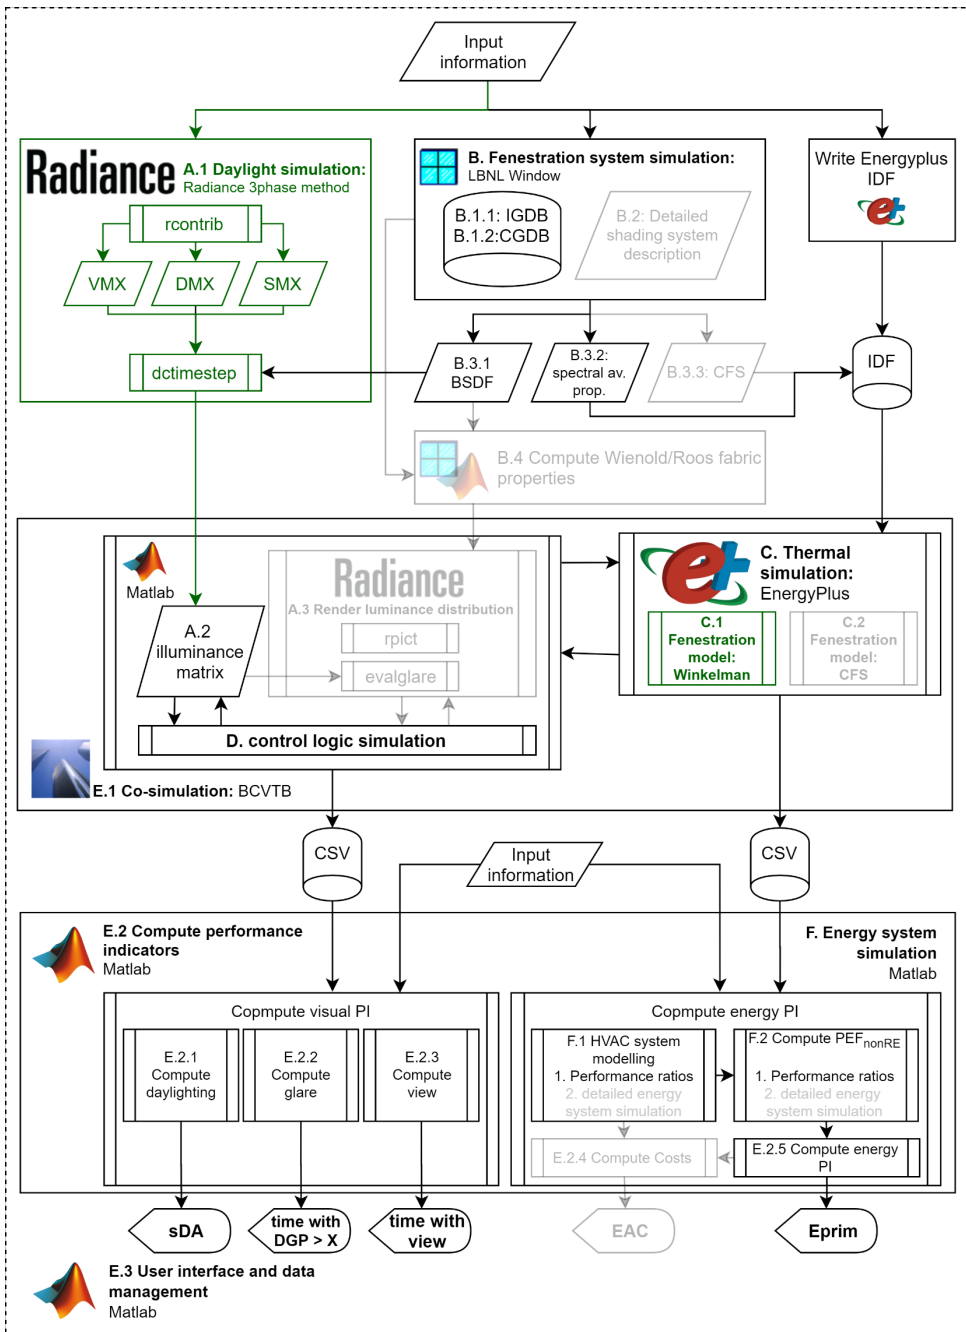 Input
information
Radiance
A.1 Daylight simulation:
Radiance 3phase method
rcontrib
VMX
DMX
SMX
dctimestep
B. Fenestration system simulation:
LBNL Window
B.1.1: IGDB
B.1.2:CGDB
B.2: Detailed
shading system
description
Write Energyplus
IDF
e+
B.3.1
BSDF
B.3.2:
spectral av.
prop.
B.3.3: CFS
IDF
B.4 Compute Wienold/Roos fabric
properties
Matlab
Radiance
A.3 Render luminance distribution
rpict
evalglare
A.2
illuminance
matrix
D. control logic simulation
e+
C. Thermal
simulation:
EnergyPlus
C.1
Fenestration
model:
Winkelman
C.2
Fenestration
model:
CFS
E.1 Co-simulation: BCVTB
CSV
Input
information
CSV
E.2 Compute performance
indicators
Matlab
F. Energy system
simulation
Matlab
Copmpute visual PI
E.2.1
Compute
daylighting
E.2.2
Compute
glare
E.2.3
Compute
view
Copmpute energy PI
F.1 HVAC system
modelling
1. Performance ratios
2. detailed energy
system simulation
F.2 Compute PEFnonRE
1. Performance ratios
2. detailed energy
system simulation
E.2.4 Compute Costs
E.2.5 Compute energy
PI
sDA
time with
DGP > X
time with
view
EAC
Eprim
E.3 User interface and data
management
Matlab